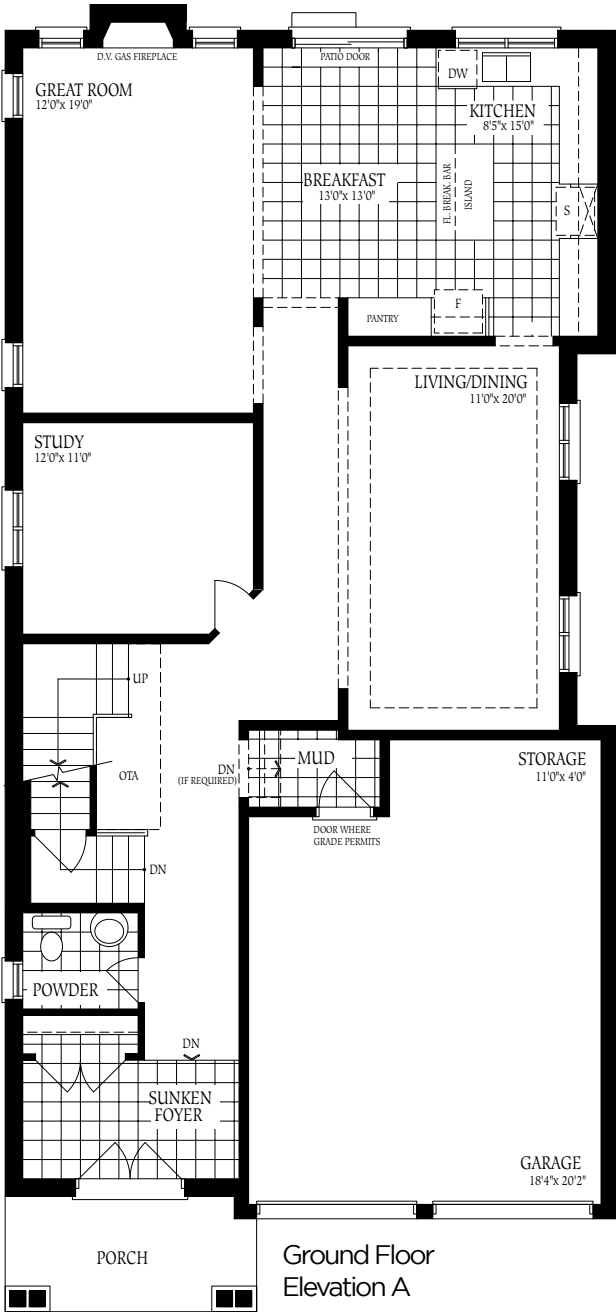 D.V. GAS FIREPLACE
PATIO DOOR
GREAT ROOM
12'0"x 19'0"
DW
KITCHEN
8'5"x 15'0"
BREAKFAST
13'0"x 13'0"
FL. BREAK. BAR
ISLAND
S
F
PANTRY
LIVING/DINING
11'0"x 20'0"
STUDY
12'0"x 11'0"
UP
OTA
DN
(IF REQUIRED)
MUD
STORAGE
11'0"x 4'0"
DOOR WHERE
GRADE PERMITS
DN
POWDER
DN
SUNKEN
FOYER
GARAGE
18'4"x 20'2"
PORCH
Ground Floor
Elevation A